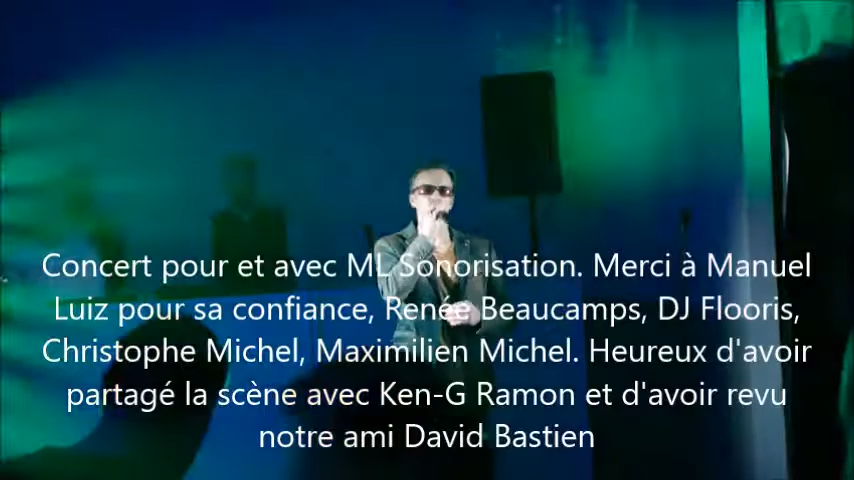 Concert pour et avec ML Sonorisation. Merci à Manuel
Luiz pour sa confiance, Renée Beaucamps, DJ Flooris,
Christophe Michel, Maximilien Michel. Heureux d'avoir
partagé la scène avec Ken-G Ramon et d'avoir revu
notre ami David Bastien